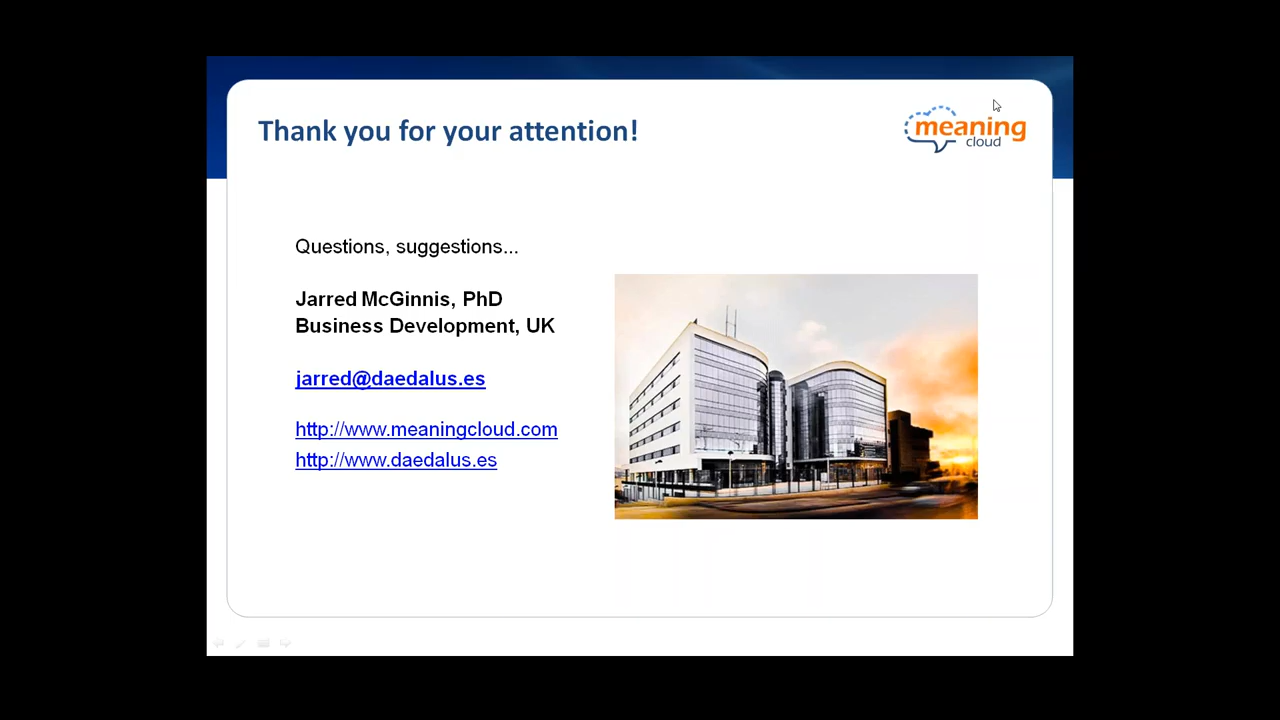 Thank you for your attention!
meaning
cloud
Questions, suggestions...
Jarred McGinnis, PhD
Business Development, UK
jarred@daedalus.es
http://www.meaningcloud.com
http://www.daedalus.es